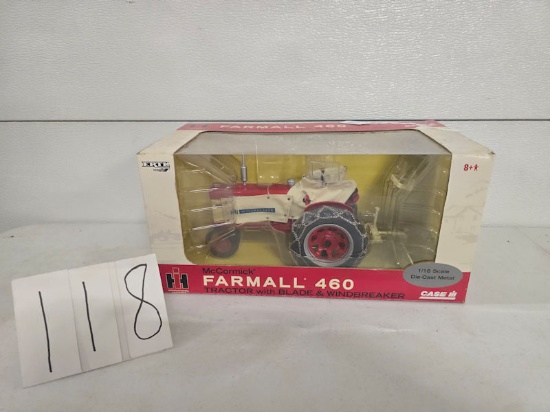 FARMALL 460
ERTL
8+
1/16 Scale
Die-Cast Metal
McCormick
IH
FARMALL 460
TRACTOR with BLADE & WINDBREAKER
CASE IH
118